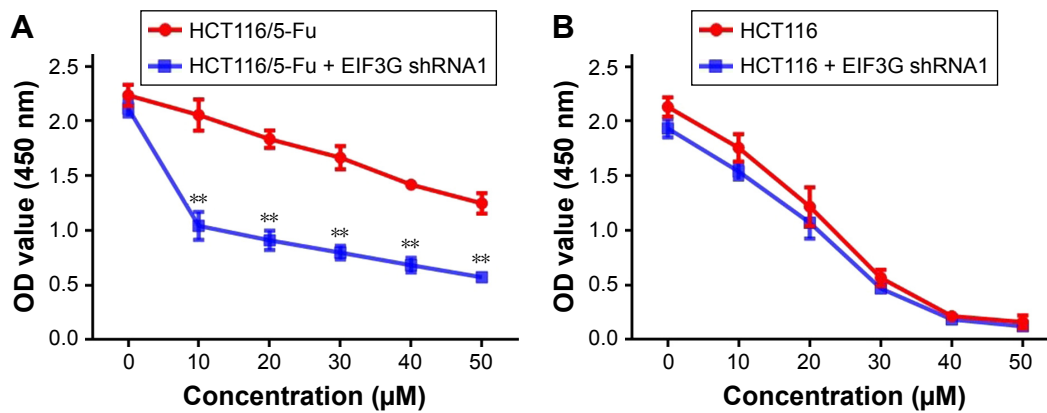 A
HCT116/5-Fu
HCT116/5-Fu + EIF3G shRNA1
OD value (450 nm)
2.5
2.0
1.5
1.0
0.5
0.0
**
**
**
**
**
0 10 20 30 40 50
Concentration (µM)
B
HCT116
HCT116 + EIF3G shRNA1
OD value (450 nm)
2.5
2.0
1.5
1.0
0.5
0.0
0 10 20 30 40 50
Concentration (µM)